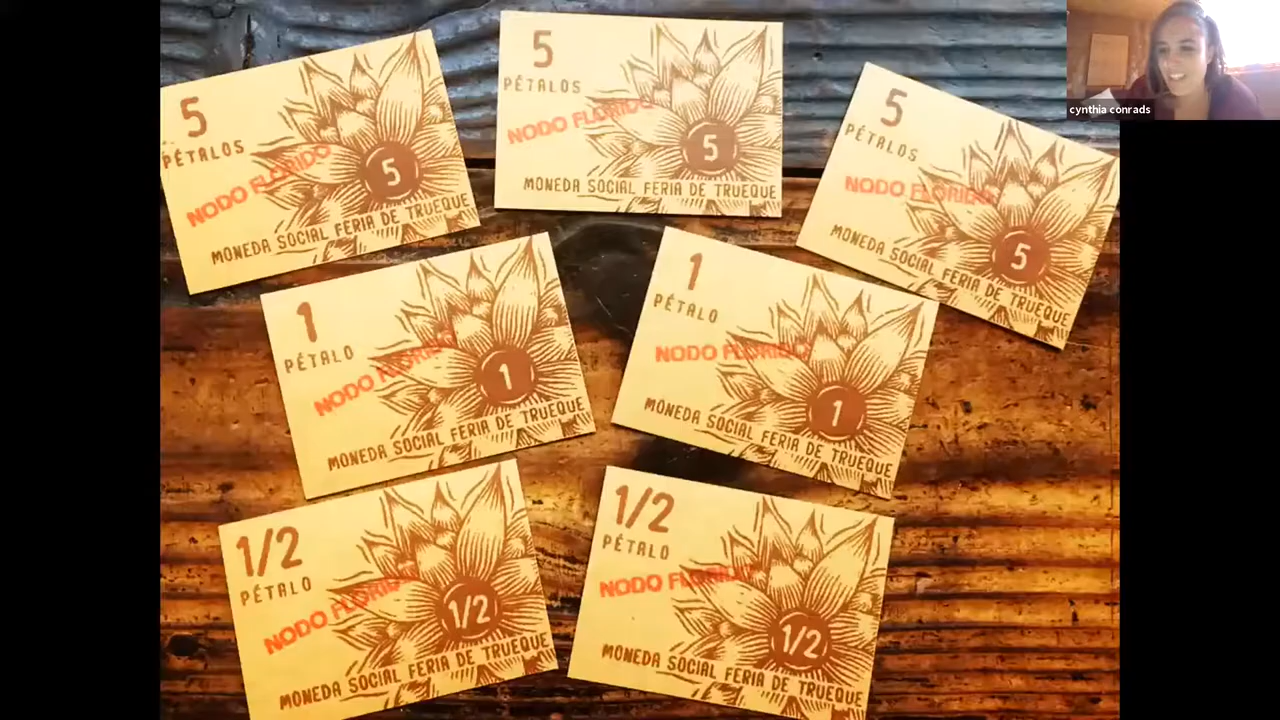 5
PÉTALOS
NODO FLORIDO
5
MONEDA SOCIAL FERIA DE TRUEQUE
5
PÉTALOS
NODO FLORIDO
5
MONEDA SOCIAL FERIA DE TRUEQUE
5
PÉTALOS
NODO FLORIDO
5
MONEDA SOCIAL FERIA DE TRUEQUE
cynthia conrads
1
PÉTALO
NODO FLORIDO
1
MONEDA SOCIAL FERIA DE TRUEQUE
1
PÉTALO
NODO FLORIDO
1
MONEDA SOCIAL FERIA DE TRUEQUE
1/2
PÉTALO
NODO FLORIDO
1/2
MONEDA SOCIAL FERIA DE TRUEQUE
1/2
PÉTALO
NODO FLORIDO
1/2
MONEDA SOCIAL FERIA DE TRUEQUE